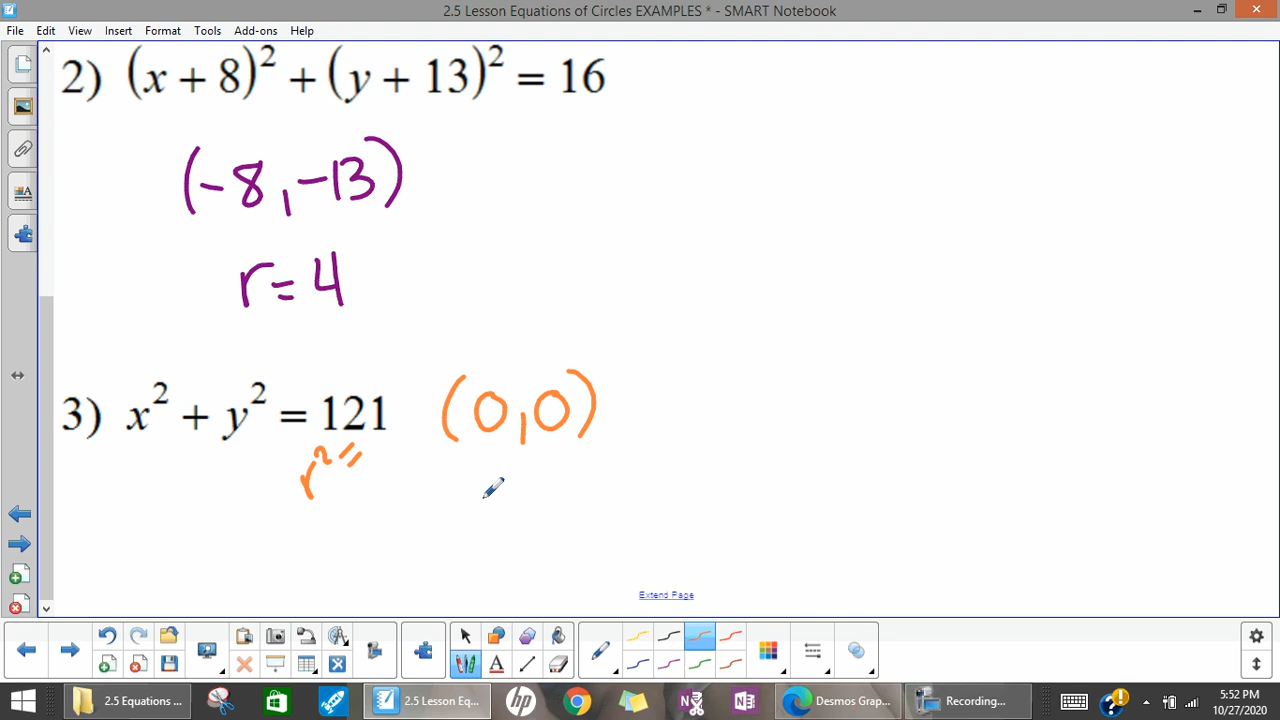 2.5 Lesson Equations of Circles EXAMPLES * - SMART Notebook
File Edit View Insert Format Tools Add-ons Help
2) (x + 8)² + (y + 13)² = 16
(-8, -13)
r = 4
3) x² + y² = 121 (0,0)
r² =
Extend Page
2.5 Equations ...
2.5 Lesson Equ...
Desmos Grap...
Recording...
5:52 PM
10/27/2020